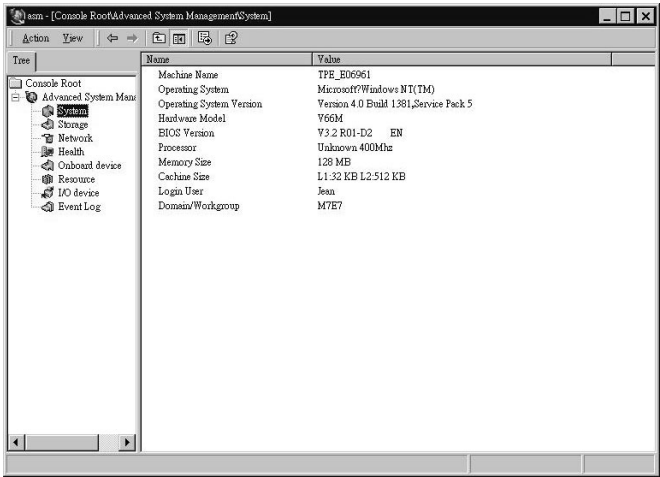 asm - [Console Root\Advanced System Management\System]
Action View
Tree
Name Value
Console Root
Advanced System Mana
System
Storage
Network
Health
Onboard device
Resource
I/O device
Event Log
Machine Name TPE_E06961
Operating System Microsoft?Windows NT(TM)
Operating System Version Version 4.0 Build 1381,Service Pack 5
Hardware Model V66M
BIOS Version V3.2 R01-D2 EN
Processor Unknown 400Mhz
Memory Size 128 MB
Cachine Size L1:32 KB L2:512 KB
Login User Jean
Domain/Workgroup M7E7